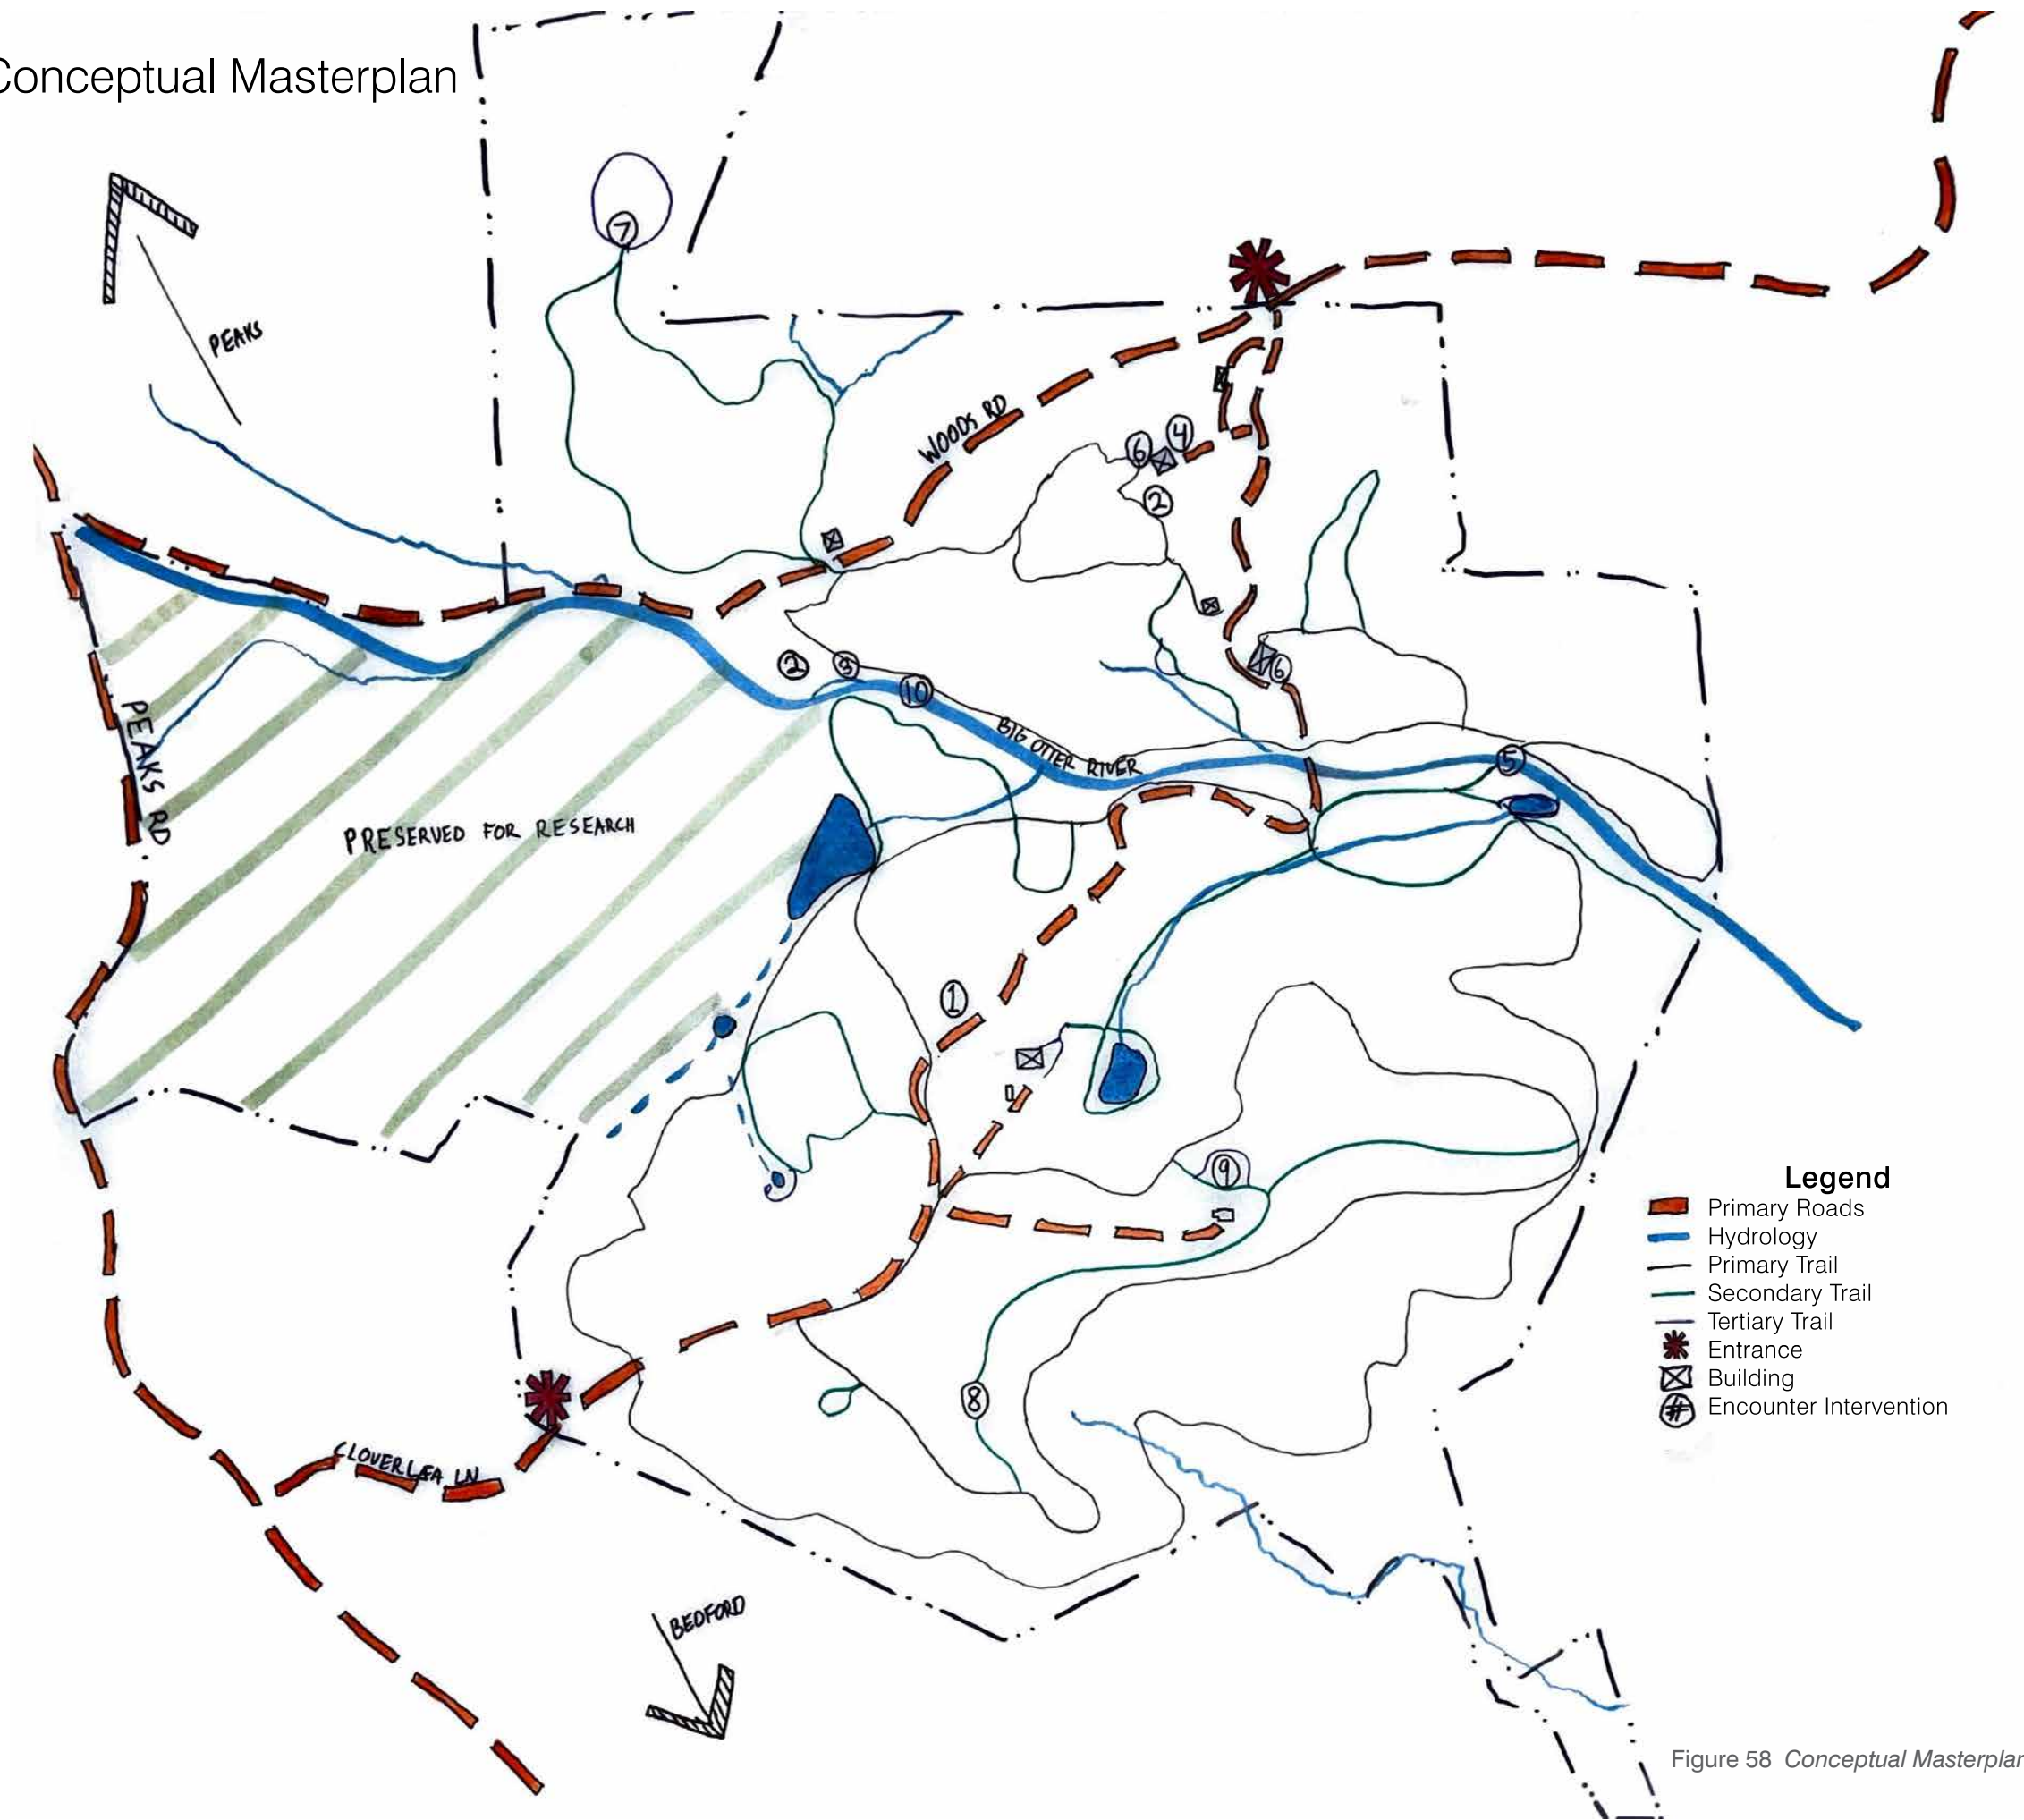 Conceptual Masterplan
7
PEAKS
WOODS RD
6
4
2
2
3
10
6
BIG OTTER RIVER
5
PEAKS RD
PRESERVED FOR RESEARCH
1
9
8
CLOVERLEA LN
BEDFORD
Legend
Primary Roads
Hydrology
Primary Trail
Secondary Trail
Tertiary Trail
Entrance
Building
# Encounter Intervention
Figure 58 Conceptual Masterplan